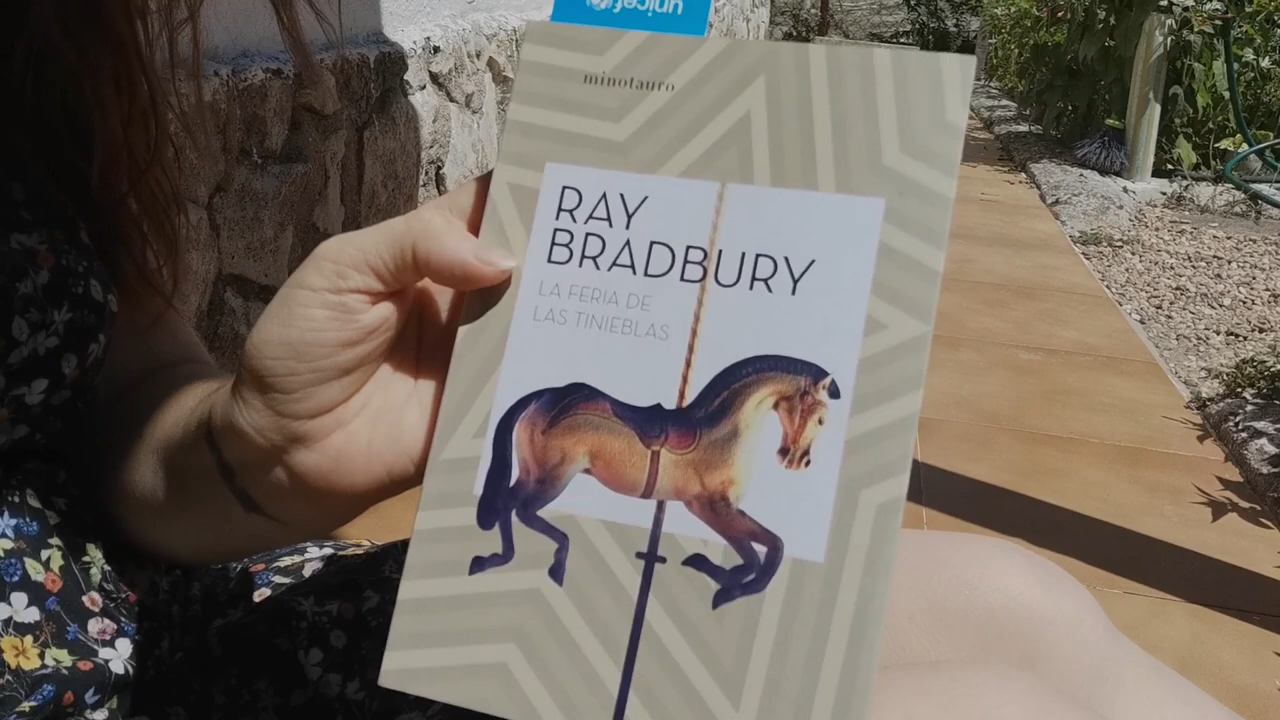 unicef
minotauro
RAY
BRADBURY
LA FERIA DE
LAS TINIEBLAS